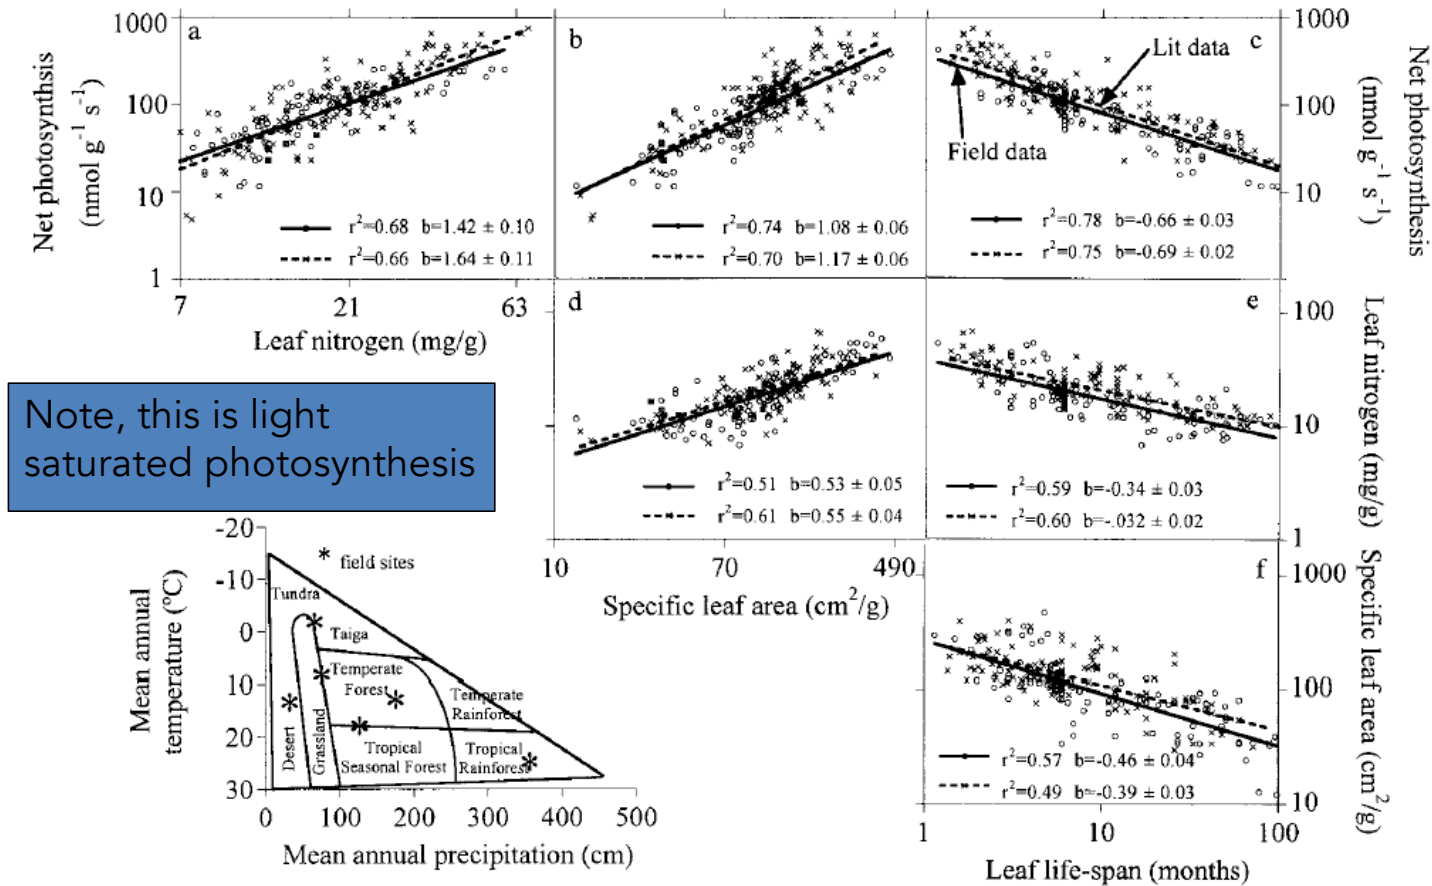 1000
a
100
10
1
Net photosynthsis
(nmol g⁻¹ s⁻¹)
r²=0.68 b=1.42 ± 0.10
r²=0.66 b=1.64 ± 0.11
7 21 63
Leaf nitrogen (mg/g)
b
r²=0.74 b=1.08 ± 0.06
r²=0.70 b=1.17 ± 0.06
c
Lit data
Field data
r²=0.78 b=-0.66 ± 0.03
r²=0.75 b=-0.69 ± 0.02
1000
100
10
Net photosynthesis
(nmol g⁻¹ s⁻¹)
d
r²=0.51 b=0.53 ± 0.05
r²=0.61 b=0.55 ± 0.04
10 70 490
Specific leaf area (cm²/g)
e
r²=0.59 b=-0.34 ± 0.03
r²=0.60 b=-.032 ± 0.02
100
10
1
Leaf nitrogen (mg/g)
Note, this is light
saturated photosynthesis
-20
-10
0
10
20
30
Mean annual
temperature (ºC)
* field sites
Tundra
Taiga
Temperate
Forest
Temperate
Rainforest
Desert
Grassland
Tropical
Seasonal Forest
Tropical
Rainforest
0 100 200 300 400 500
Mean annual precipitation (cm)
f
r²=0.57 b=-0.46 ± 0.04
r²=0.49 b=-0.39 ± 0.03
1000
100
10
Specific leaf area (cm²/g)
1 10 100
Leaf life-span (months)